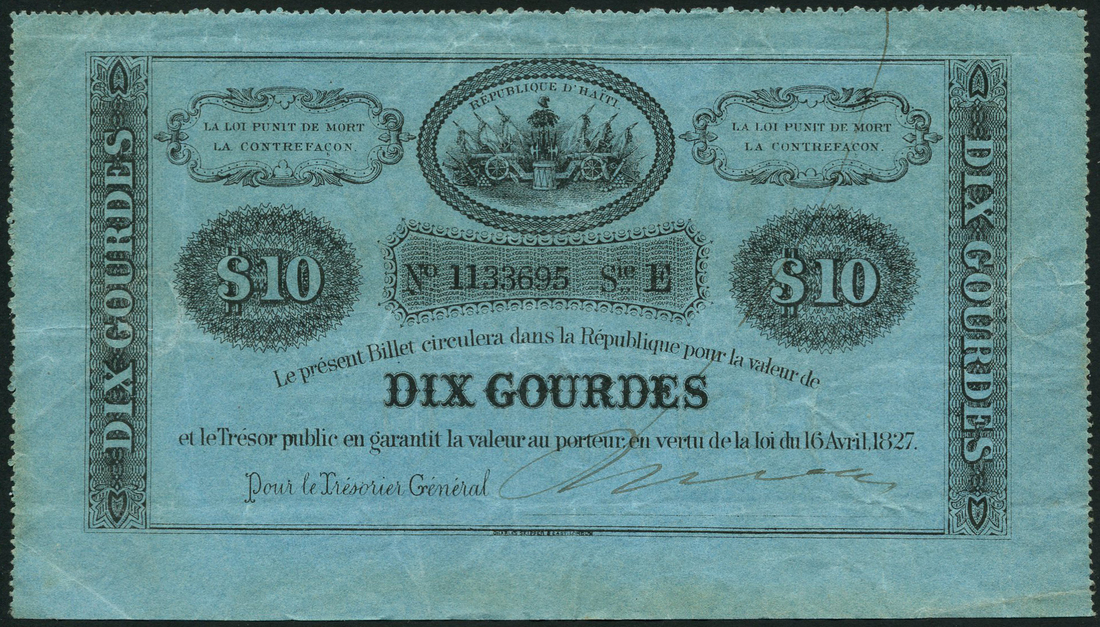 REPUBLIQUE D'HAITI.
LA LOI PUNIT DE MORT
LA CONTREFAÇON.
LA LOI PUNIT DE MORT
LA CONTREFAÇON.
DIX GOURDES
$10
No 1133695 Sie E
$10
DIX GOURDES
Le présent Billet circulera dans la République pour la valeur de
DIX GOURDES
et le Trésor public en garantit la valeur au porteur en vertu de la loi du 16 Avril, 1827.
Pour le Trésorier Général